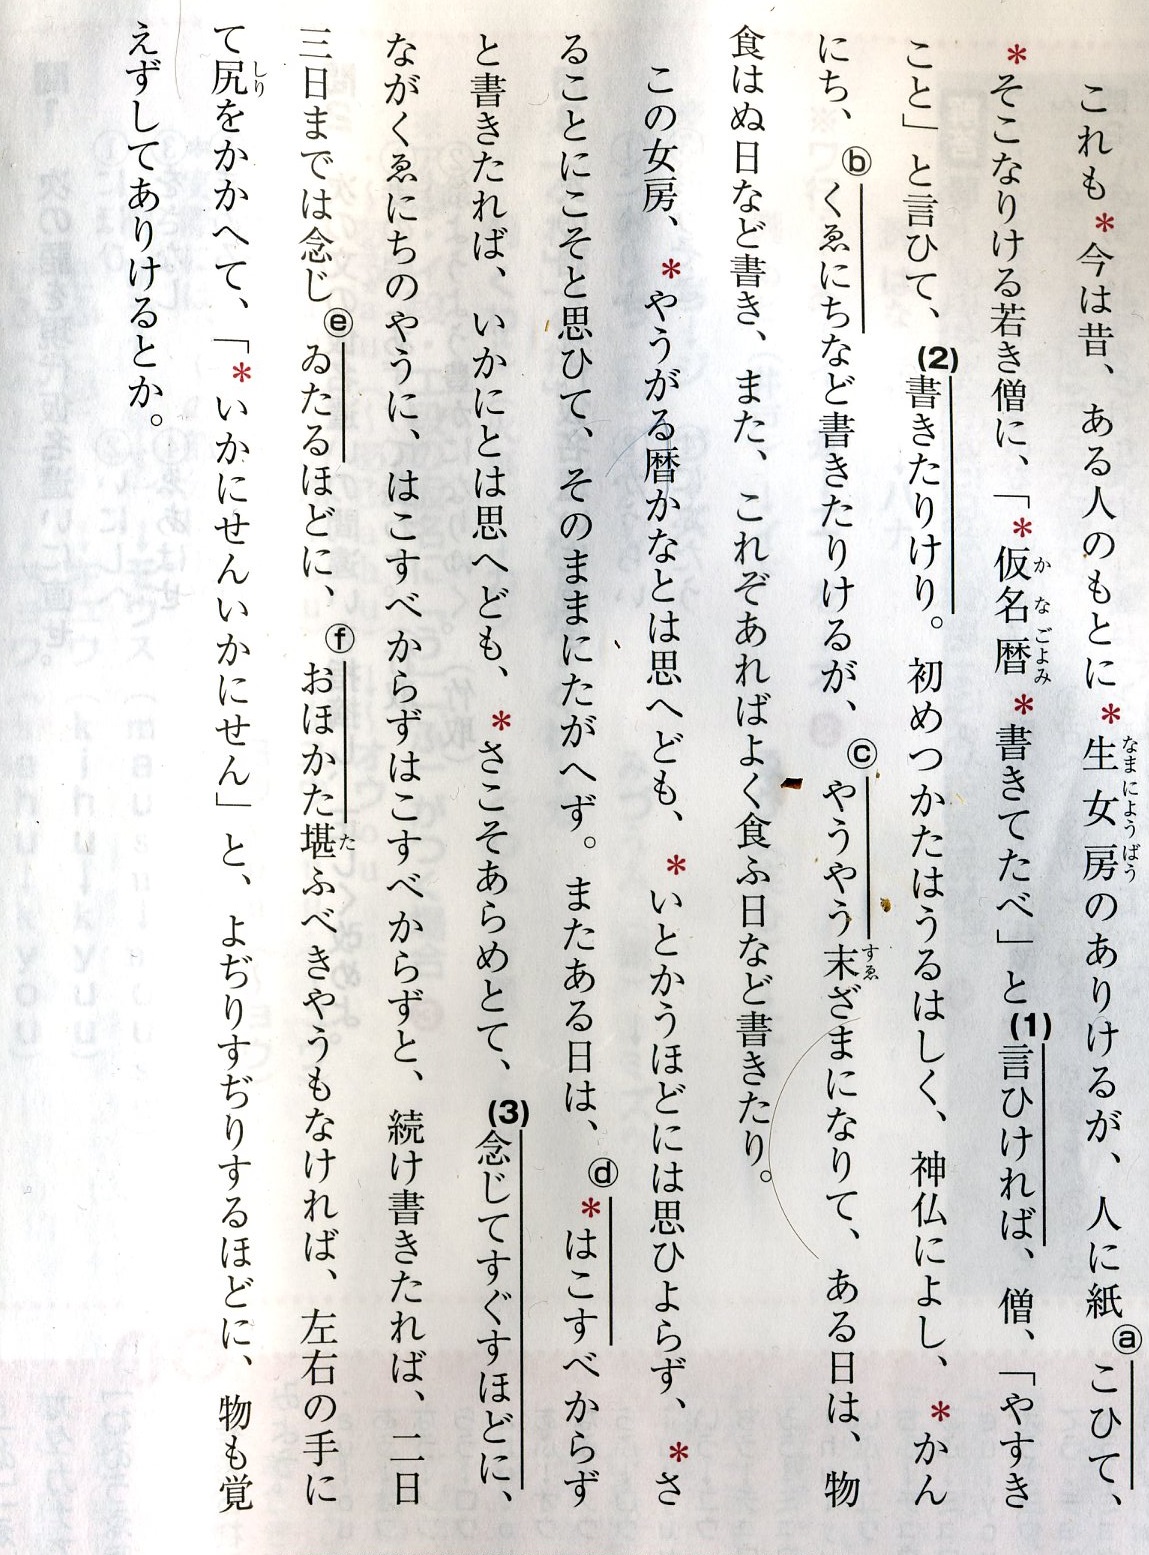 これも＊今は昔、ある人のもとに＊生女房のありけるが、人に紙ⓐこひて、
なまにようばう
＊そこなりける若き僧に、「＊仮名暦＊書きてたべ」と(1)言ひければ、僧、「やすき
かなごよみ
こと」と言ひて、(2)書きたりけり。初めつかたはうるはしく、神仏によし、＊かん
にち、ⓑくゑにちなど書きたりけるが、ⓒやうやう末ざまになりて、ある日は、物
すゑ
食はぬ日など書き、また、これぞあればよく食ふ日など書きたり。
この女房、＊やうがる暦かなとは思へども、＊いとかうほどには思ひよらず、＊さ
ることにこそと思ひて、そのままにたがへず。またある日は、ⓓ＊はこすべからず
と書きたれば、いかにとは思へども、＊さこそあらめとて、(3)念じてすぐすほどに、
ながくゑにちのやうに、はこすべからずはこすべからずと、続け書きたれば、二日
三日までは念じⓔゐたるほどに、ⓕおほかた堪ふべきやうもなければ、左右の手に
た
て尻をかかへて、「＊いかにせんいかにせん」と、よぢりすぢりするほどに、物も覚
しり
えずしてありけるとか。